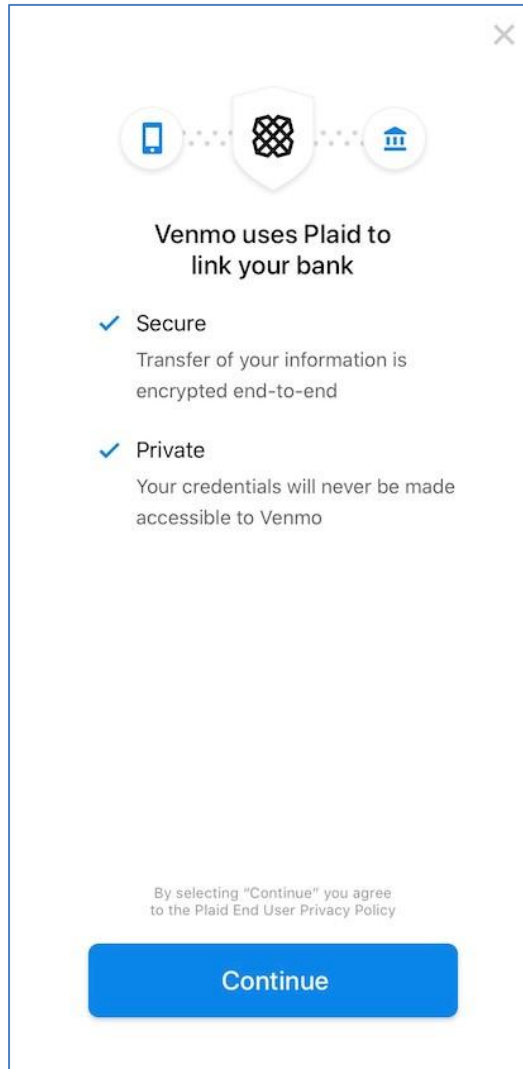 Venmo uses Plaid to
link your bank
Secure
Transfer of your information is
encrypted end-to-end
Private
Your credentials will never be made
accessible to Venmo
By selecting "Continue" you agree
to the Plaid End User Privacy Policy
Continue